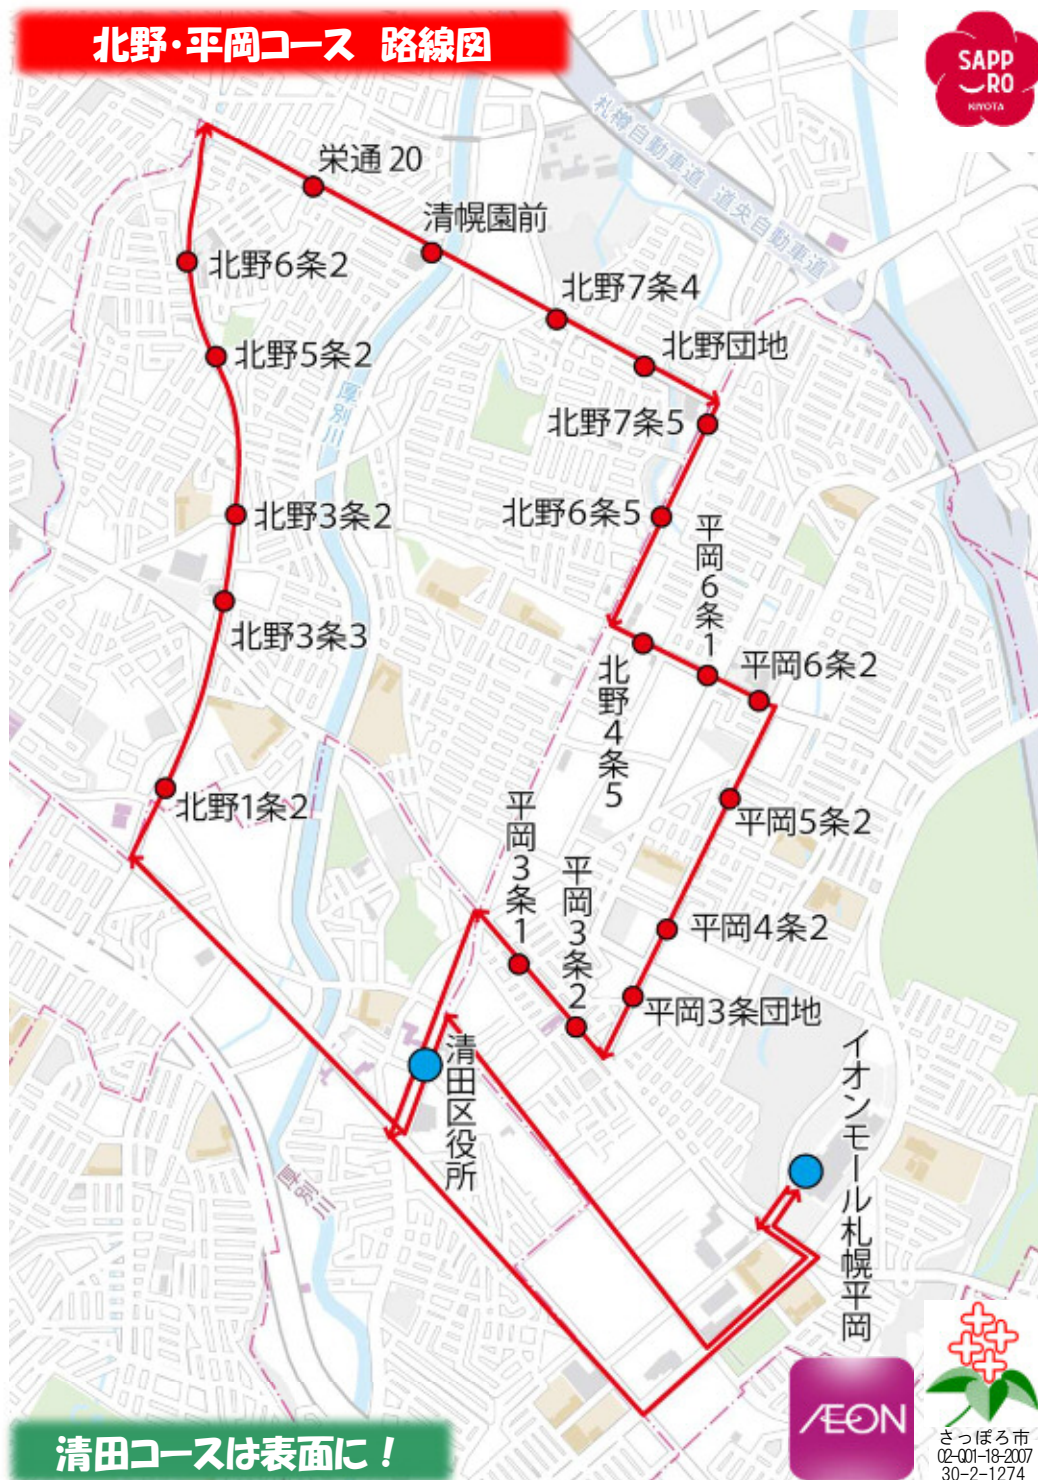 北野・平岡コース 路線図
SAPP
RO
KIYOTA
札樽自動車道 道央自動車道
栄通20
清幌園前
北野6条2
北野7条4
北野5条2
北野団地
厚別川
北野7条5
北野3条2
北野6条5
平岡6条1
北野3条3
平岡6条2
北野4条5
北野1条2
平岡5条2
平岡3条1
平岡3条2
平岡4条2
平岡3条団地
清田区役所
イオンモール札幌平岡
厚別川
ÆON
さっぽろ市
02-Q01-18-2007
30-2-1274
清田コースは表面に！